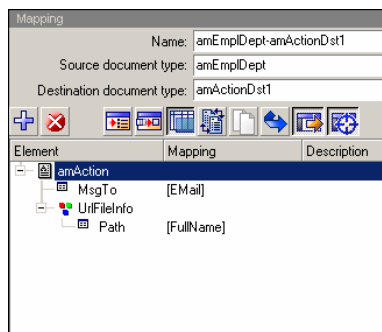 Mapping
Name: amEmplDept-amActionDst1
Source document type: amEmplDept
Destination document type: amActionDst1
Element Mapping Description
amAction
MsgTo [EMail]
UrlFileInfo
Path [FullName]